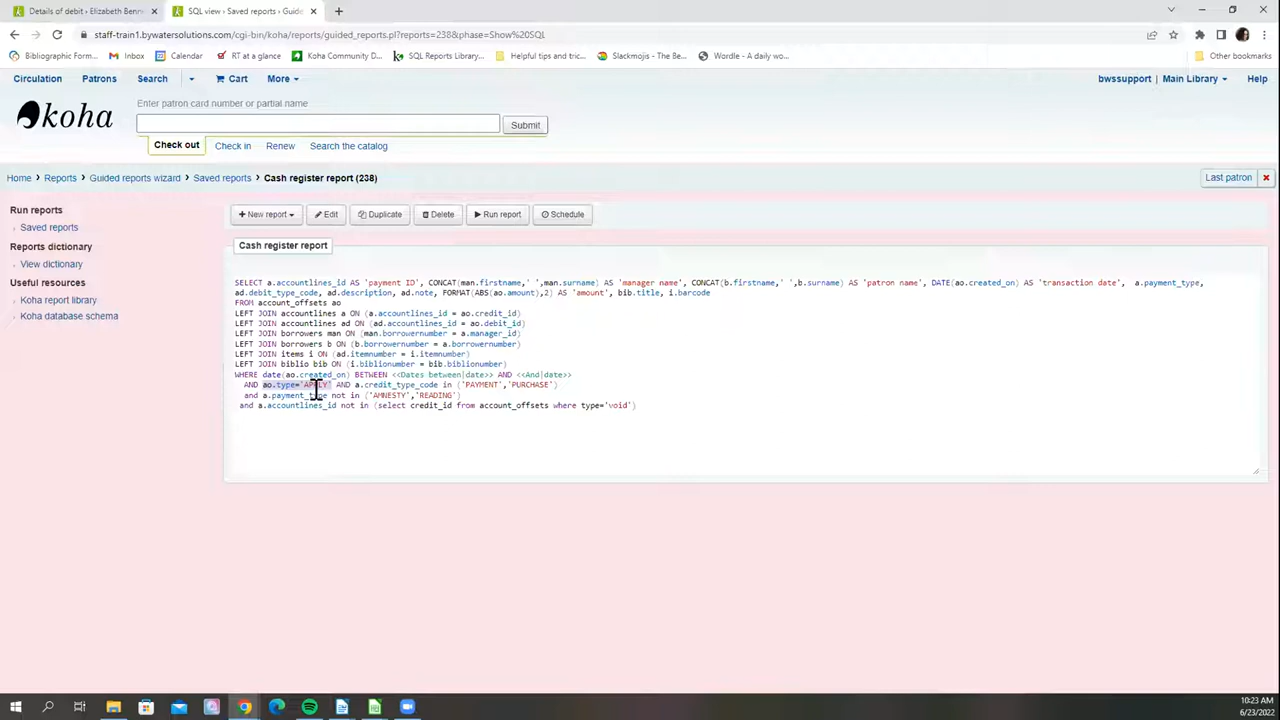 Details of debit › Elizabeth Benn
SQL view › Saved reports › Guide
staff-train1.bywatersolutions.com/cgi-bin/koha/reports/guided_reports.pl?reports=238&phase=Show%20SQL
Bibliographic Form...
Inbox
Calendar
RT at a glance
Koha Community D...
SQL Reports Library...
Helpful tips and tric...
Slackmojis - The Be...
Wordle - A daily wo...
Other bookmarks
Circulation
Patrons
Search
Cart
More
bwssupport
Main Library
Help
koha
Enter patron card number or partial name
Submit
Check out
Check in
Renew
Search the catalog
Home › Reports › Guided reports wizard › Saved reports › Cash register report (238)
Last patron
Run reports
Saved reports
Reports dictionary
View dictionary
Useful resources
Koha report library
Koha database schema
+ New report
Edit
Duplicate
Delete
Run report
Schedule
Cash register report
SELECT a.accountlines_id AS 'payment ID', CONCAT(man.firstname,' ',man.surname) AS 'manager name', CONCAT(b.firstname,' ',b.surname) AS 'patron name', DATE(ao.created_on) AS 'transaction date', a.payment_type,
ad.debit_type_code, ad.description, ad.note, FORMAT(ABS(ao.amount),2) AS 'amount', bib.title, i.barcode
FROM account_offsets ao
LEFT JOIN accountlines a ON (a.accountlines_id = ao.credit_id)
LEFT JOIN accountlines ad ON (ad.accountlines_id = ao.debit_id)
LEFT JOIN borrowers man ON (man.borrowernumber = a.manager_id)
LEFT JOIN borrowers b ON (b.borrowernumber = a.borrowernumber)
LEFT JOIN items i ON (ad.itemnumber = i.itemnumber)
LEFT JOIN biblio bib ON (i.biblionumber = bib.biblionumber)
WHERE date(ao.created_on) BETWEEN <<Dates between|date>> AND <<And|date>>
AND ao.type='APPLY' AND a.credit_type_code in ('PAYMENT','PURCHASE')
and a.payment_type not in ('AMNESTY','READING')
and a.accountlines_id not in (select credit_id from account_offsets where type='void')
10:23 AM
6/23/2022